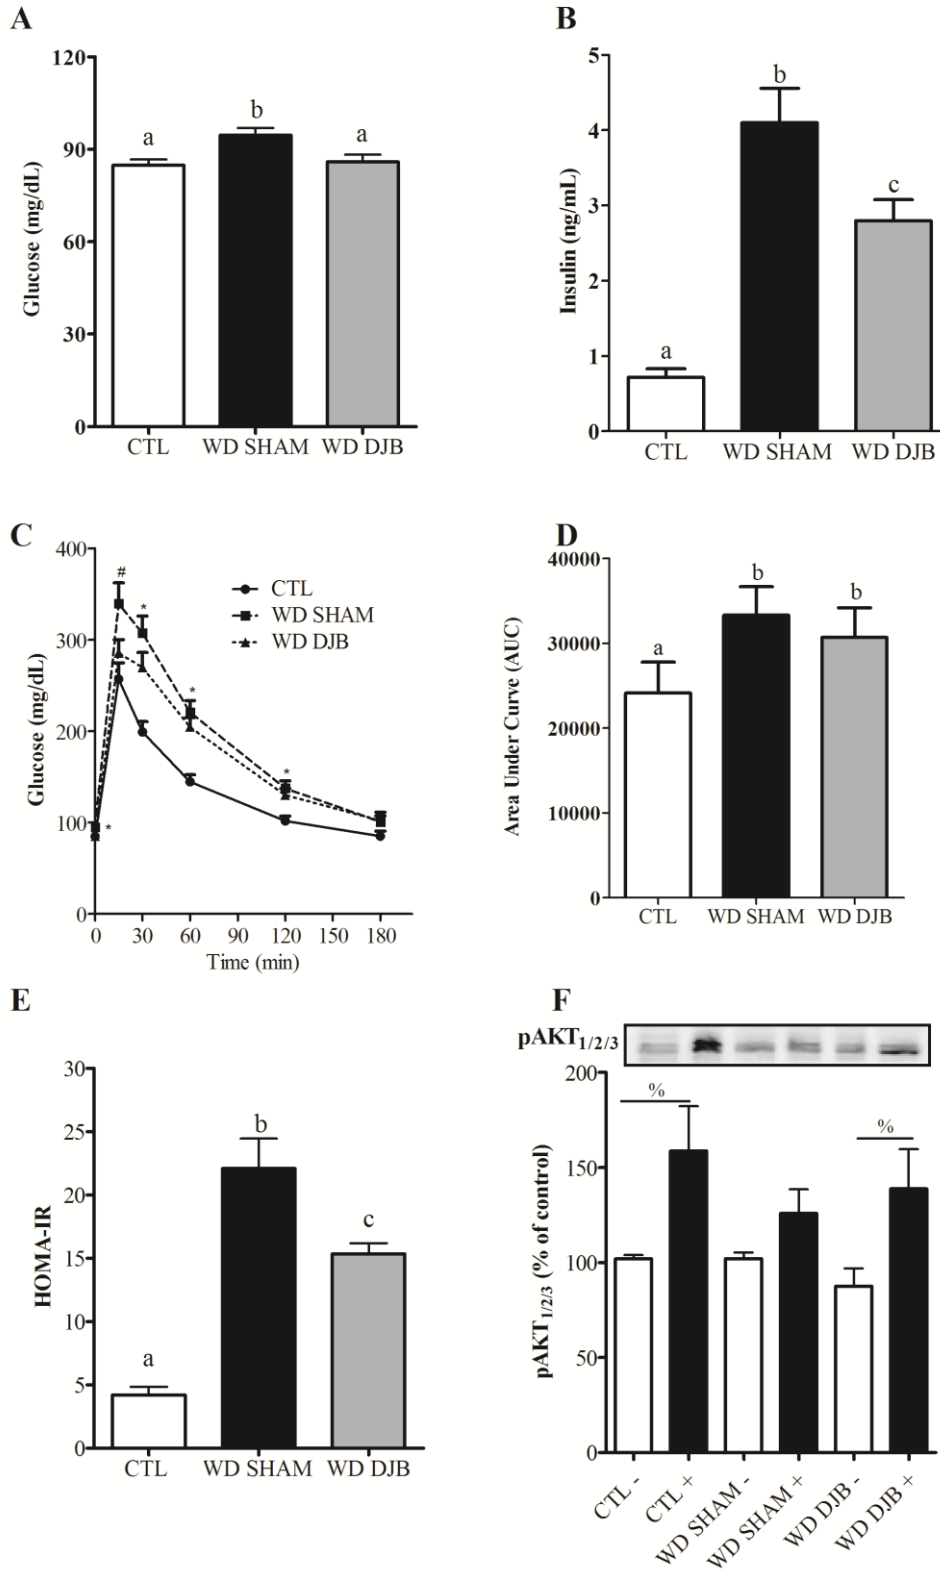 A
Glucose (mg/dL)
120
90
60
30
0
a
b
a
CTL
WD SHAM
WD DJB
B
Insulin (ng/mL)
5
4
3
2
1
0
a
b
c
CTL
WD SHAM
WD DJB
C
Glucose (mg/dL)
400
300
200
100
0
#
*
*
*
*
CTL
WD SHAM
WD DJB
0 30 60 90 120 150 180
Time (min)
D
Area Under Curve (AUC)
40000
30000
20000
10000
0
a
b
b
CTL
WD SHAM
WD DJB
E
HOMA-IR
30
25
20
15
10
5
0
a
b
c
CTL
WD SHAM
WD DJB
F
pAKT1/2/3
pAKT1/2/3 (% of control)
200
150
100
50
0
%
%
CTL -
CTL +
WD SHAM -
WD SHAM +
WD DJB -
WD DJB +